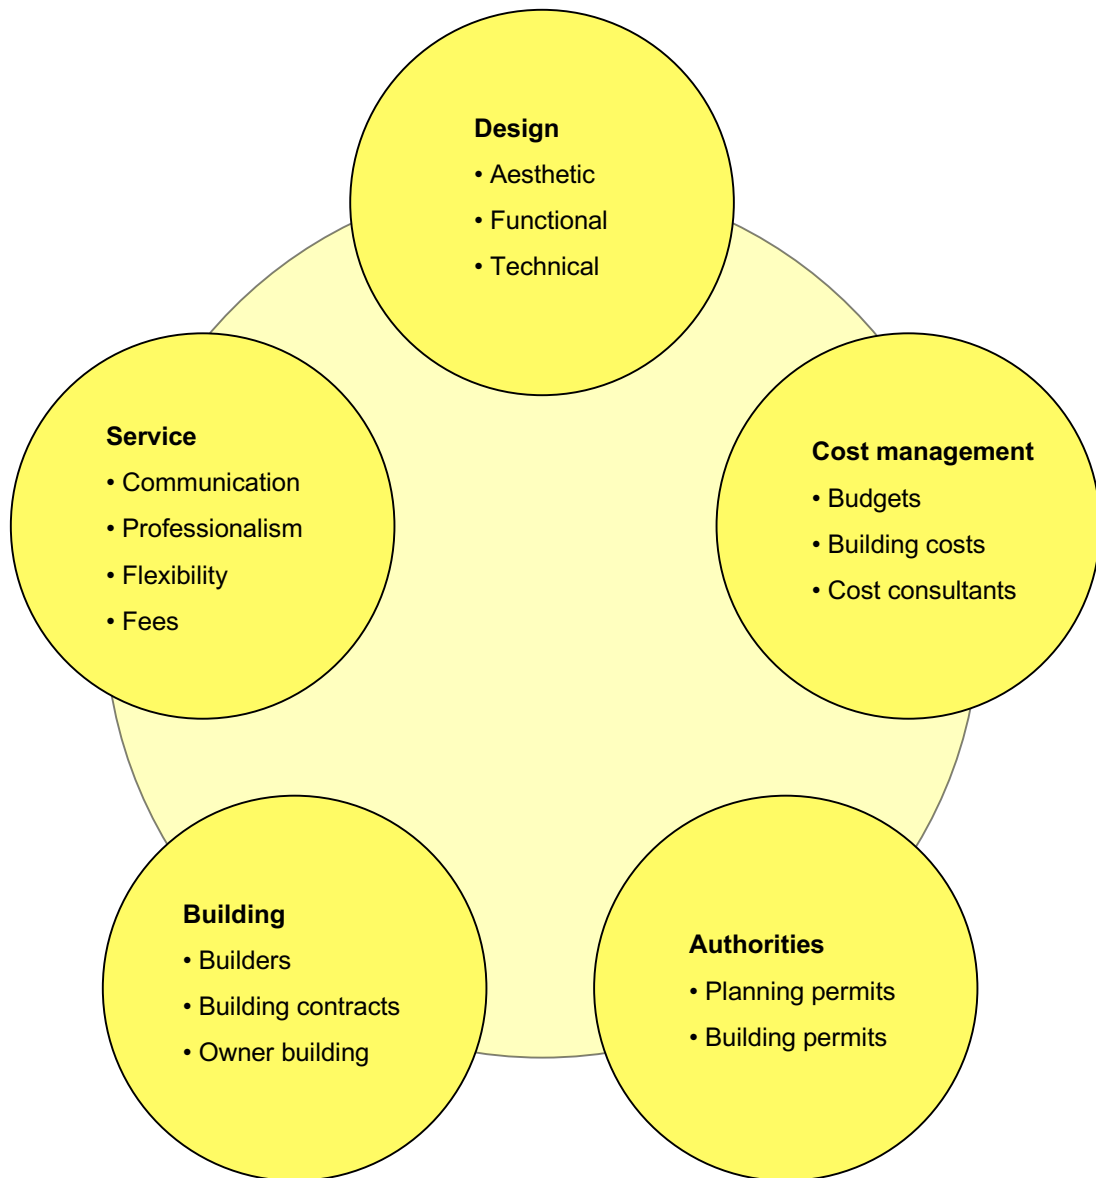 Design
• Aesthetic
• Functional
• Technical
Service
• Communication
• Professionalism
• Flexibility
• Fees
Cost management
• Budgets
• Building costs
• Cost consultants
Building
• Builders
• Building contracts
• Owner building
Authorities
• Planning permits
• Building permits